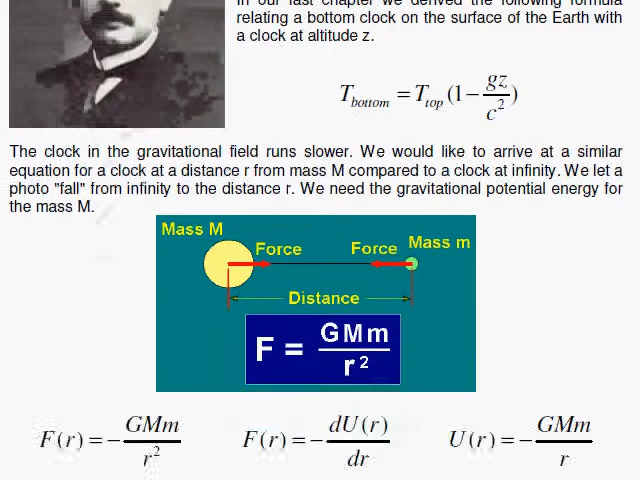 In our last chapter we derived the following formula
relating a bottom clock on the surface of the Earth with
a clock at altitude z.
T_bottom = T_top (1 − gz/c²)
The clock in the gravitational field runs slower. We would like to arrive at a similar
equation for a clock at a distance r from mass M compared to a clock at infinity. We let a
photo "fall" from infinity to the distance r. We need the gravitational potential energy for
the mass M.
Mass M
Force Force Mass m
Distance
F = GMm/r²
F(r) = − GMm/r² F(r) = − dU(r)/dr U(r) = − GMm/r